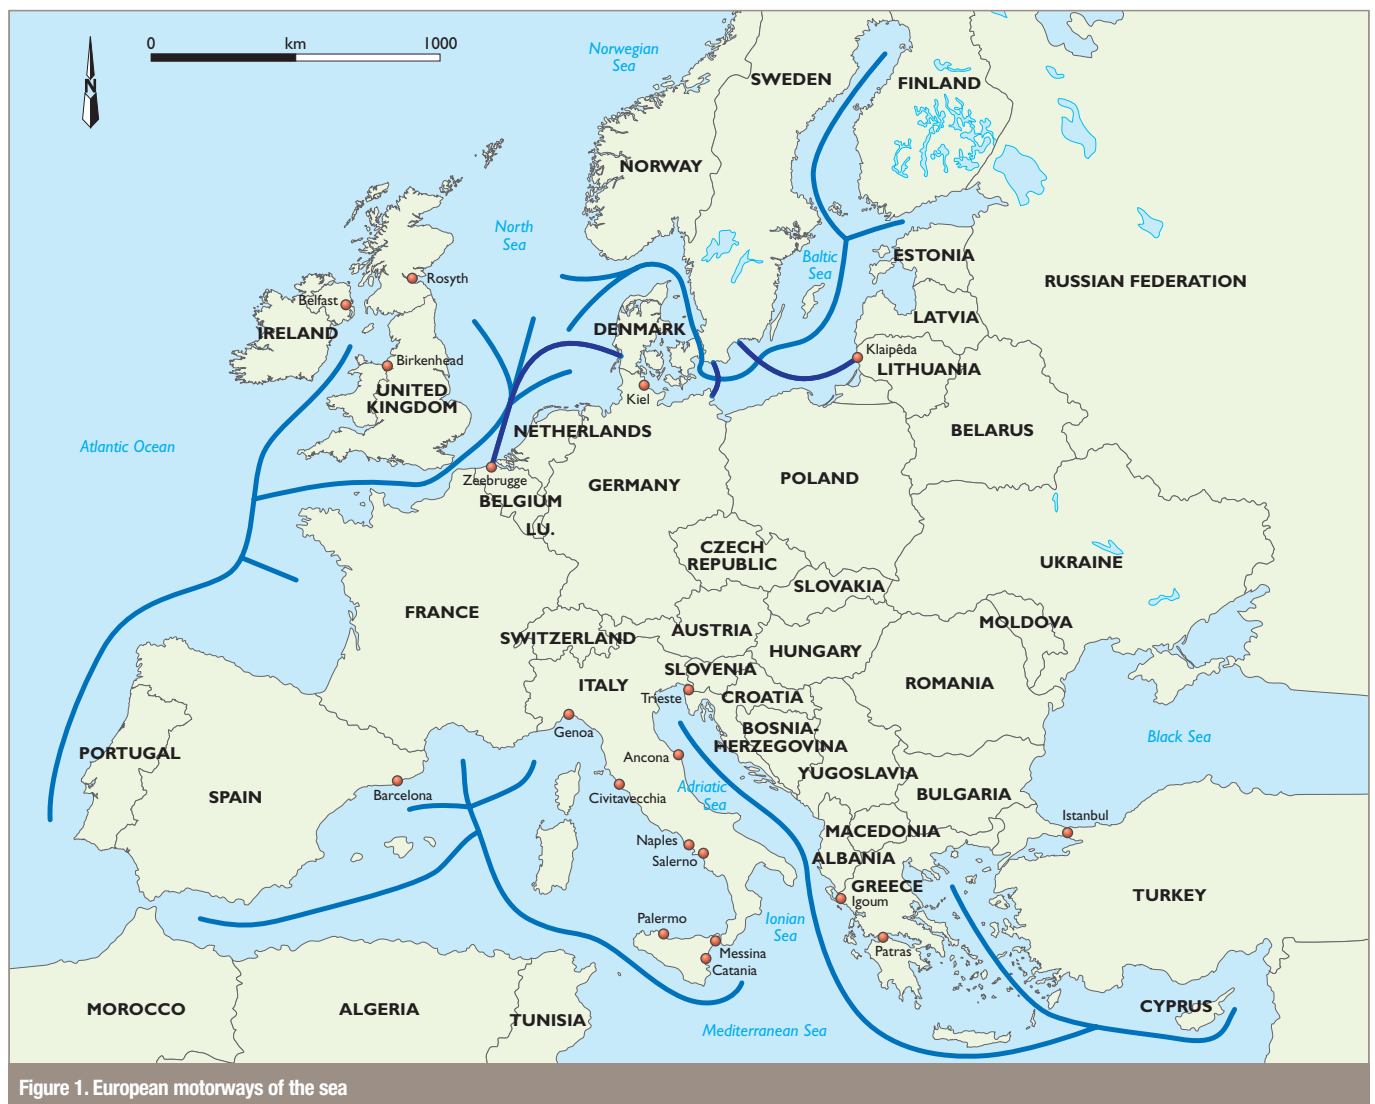 0 km 1000
N
Norwegian
Sea
SWEDEN
FINLAND
NORWAY
North
Sea
Baltic
Sea
ESTONIA
RUSSIAN FEDERATION
Rosyth
Belfast
IRELAND
DENMARK
LATVIA
Klaipêda
LITHUANIA
Birkenhead
UNITED
KINGDOM
Kiel
Atlantic Ocean
NETHERLANDS
BELARUS
Zeebrugge
BELGIUM
GERMANY
POLAND
LU.
CZECH
REPUBLIC
UKRAINE
SLOVAKIA
FRANCE
MOLDOVA
SWITZERLAND
AUSTRIA
HUNGARY
SLOVENIA
ITALY
ROMANIA
Trieste
CROATIA
Genoa
BOSNIA-
HERZEGOVINA
Black Sea
PORTUGAL
Ancona
YUGOSLAVIA
SPAIN
Barcelona
Civitavecchia
Adriatic
Sea
BULGARIA
Istanbul
MACEDONIA
Naples
Salerno
ALBANIA
GREECE
Igoum
TURKEY
Palermo
Ionian
Sea
Messina
Catania
Patras
MOROCCO
ALGERIA
TUNISIA
CYPRUS
Mediterranean Sea
Figure 1. European motorways of the sea